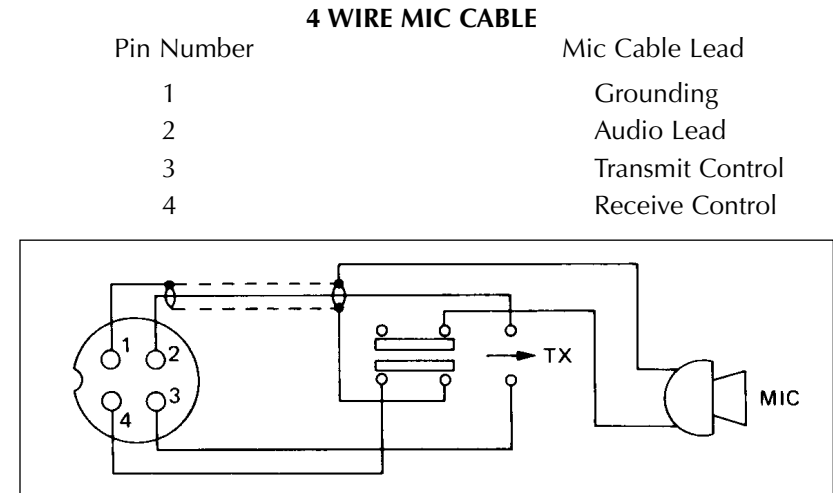 4 WIRE MIC CABLE
Pin Number Mic Cable Lead
1 Grounding
2 Audio Lead
3 Transmit Control
4 Receive Control
1 2
TX
4 3
MIC